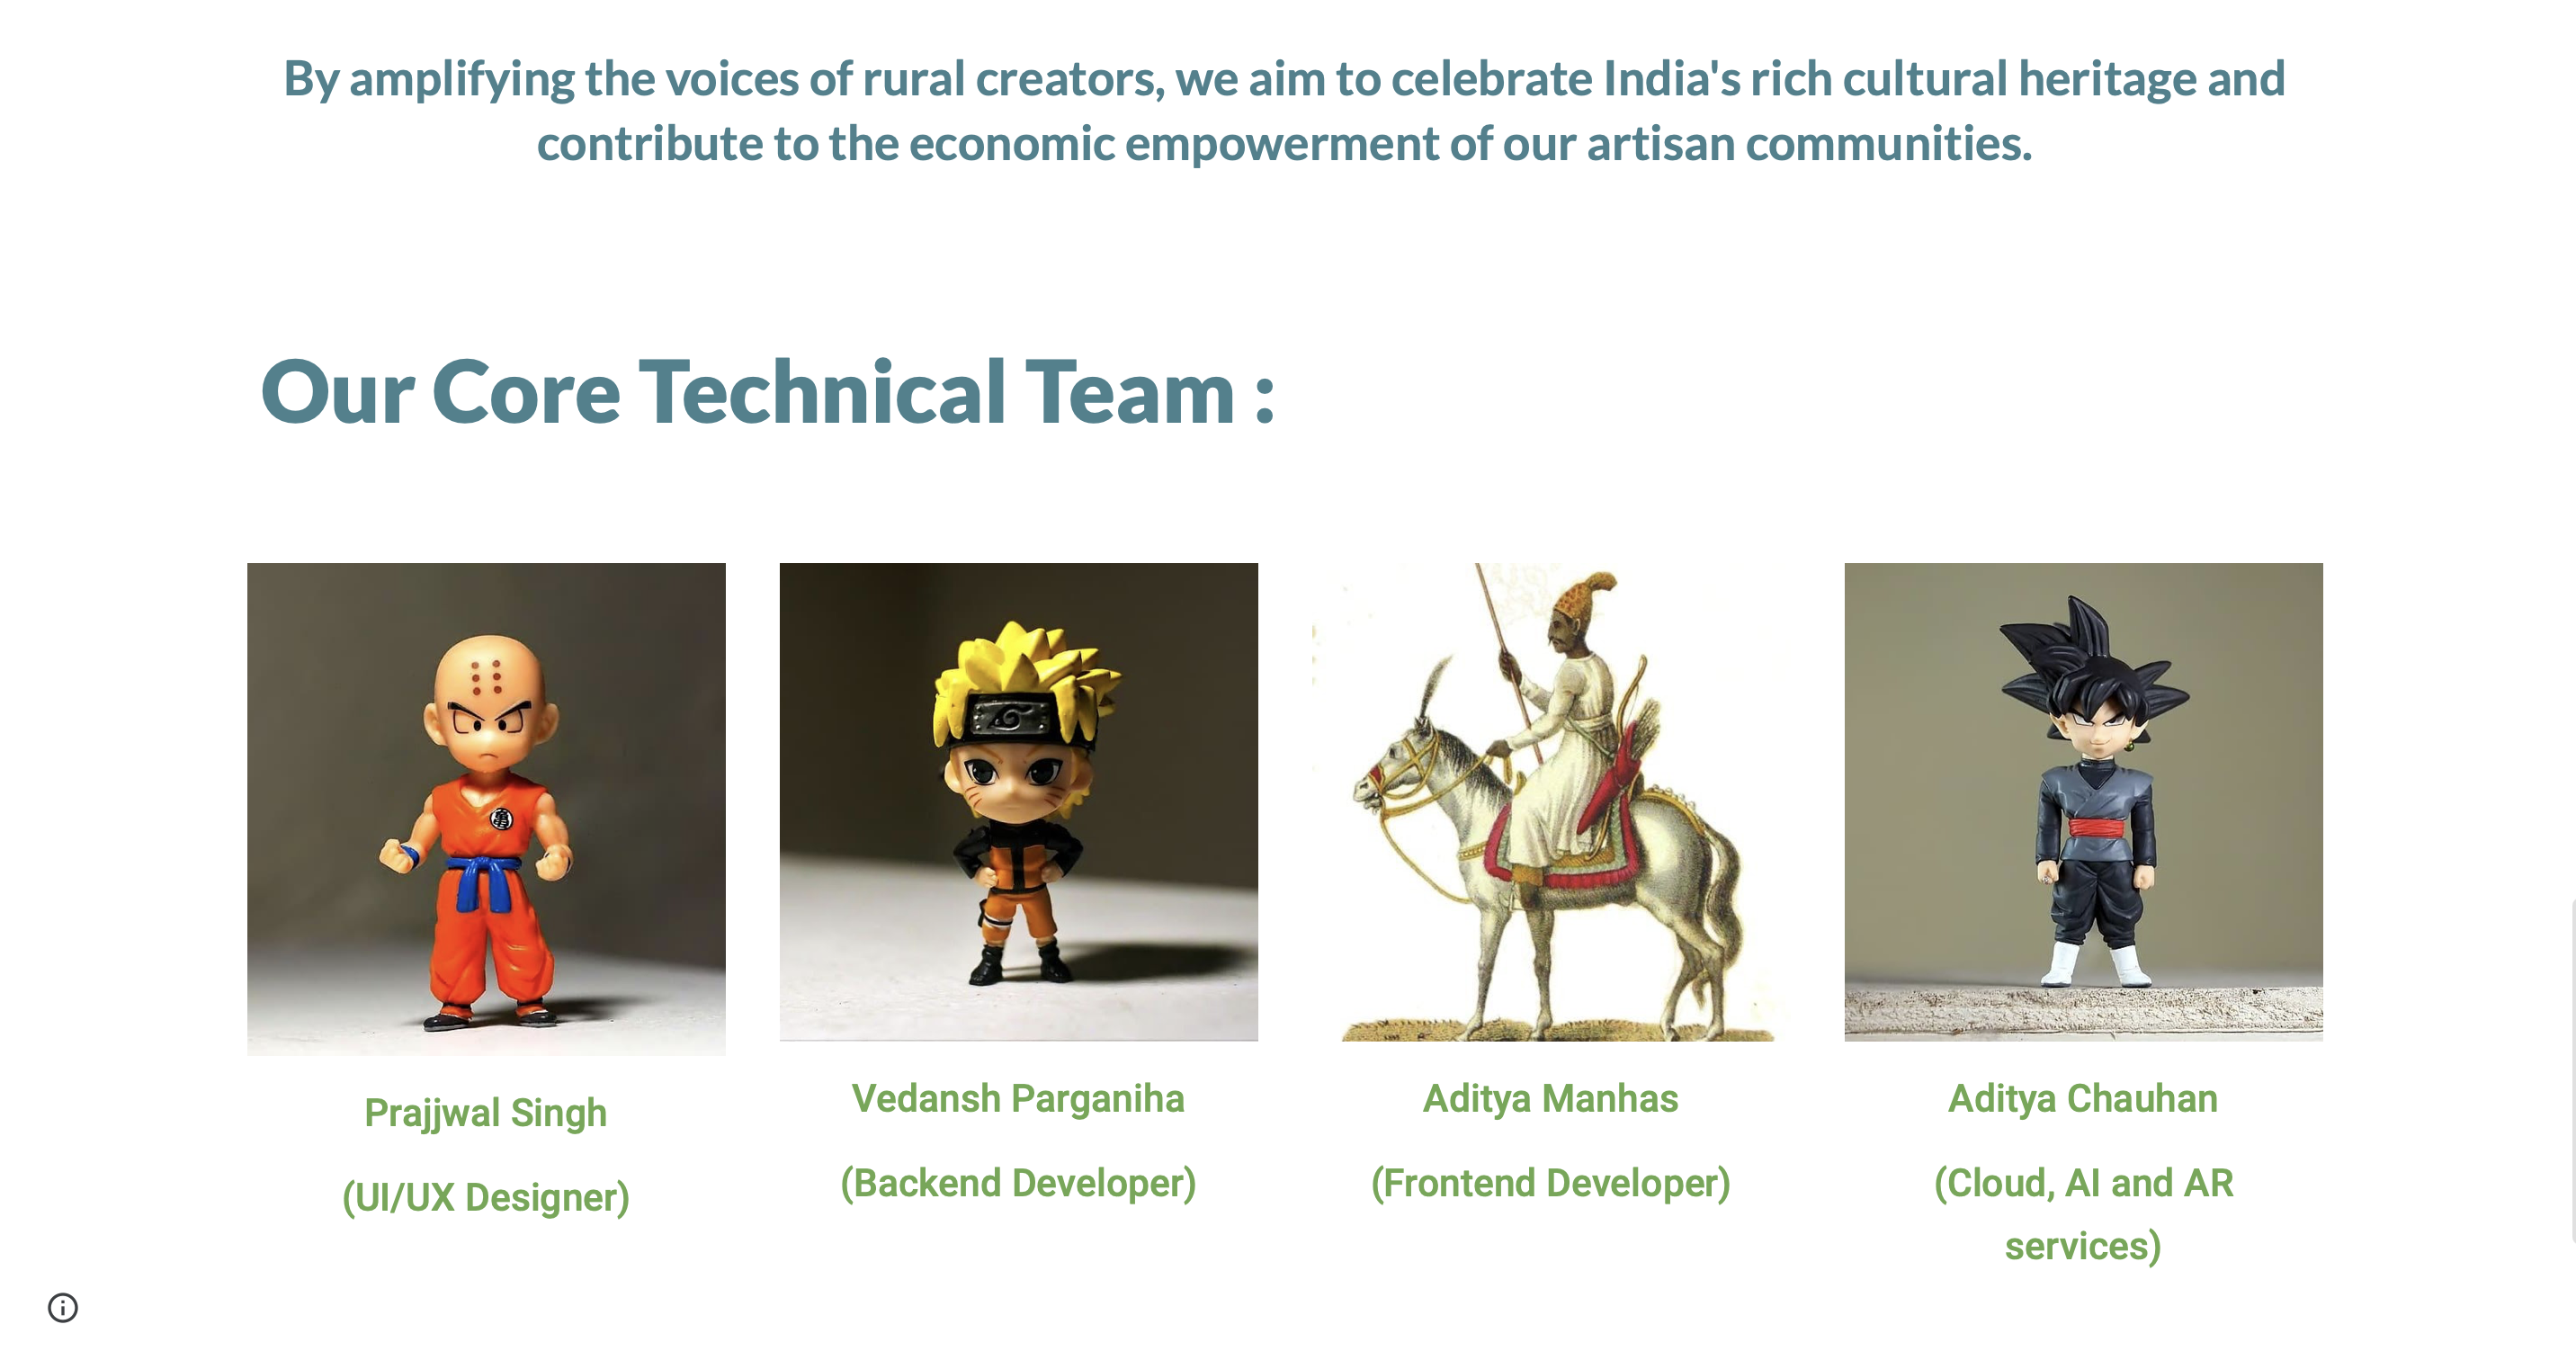 By amplifying the voices of rural creators, we aim to celebrate India's rich cultural heritage and
contribute to the economic empowerment of our artisan communities.
Our Core Technical Team :
Prajjwal Singh
(UI/UX Designer)
Vedansh Parganiha
(Backend Developer)
Aditya Manhas
(Frontend Developer)
Aditya Chauhan
(Cloud, AI and AR
services)